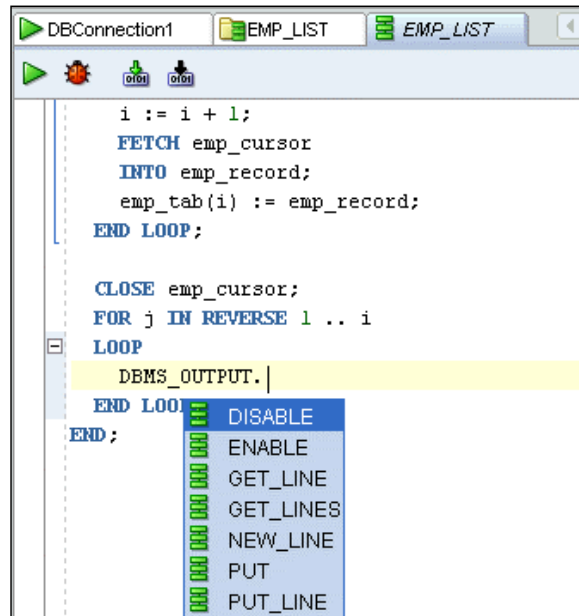 DBConnection1 EMP_LIST EMP_LIST
i := i + 1;
FETCH emp_cursor
INTO emp_record;
emp_tab(i) := emp_record;
END LOOP;
CLOSE emp_cursor;
FOR j IN REVERSE 1 .. i
LOOP
DBMS_OUTPUT.
END LOO
END;
DISABLE
ENABLE
GET_LINE
GET_LINES
NEW_LINE
PUT
PUT_LINE